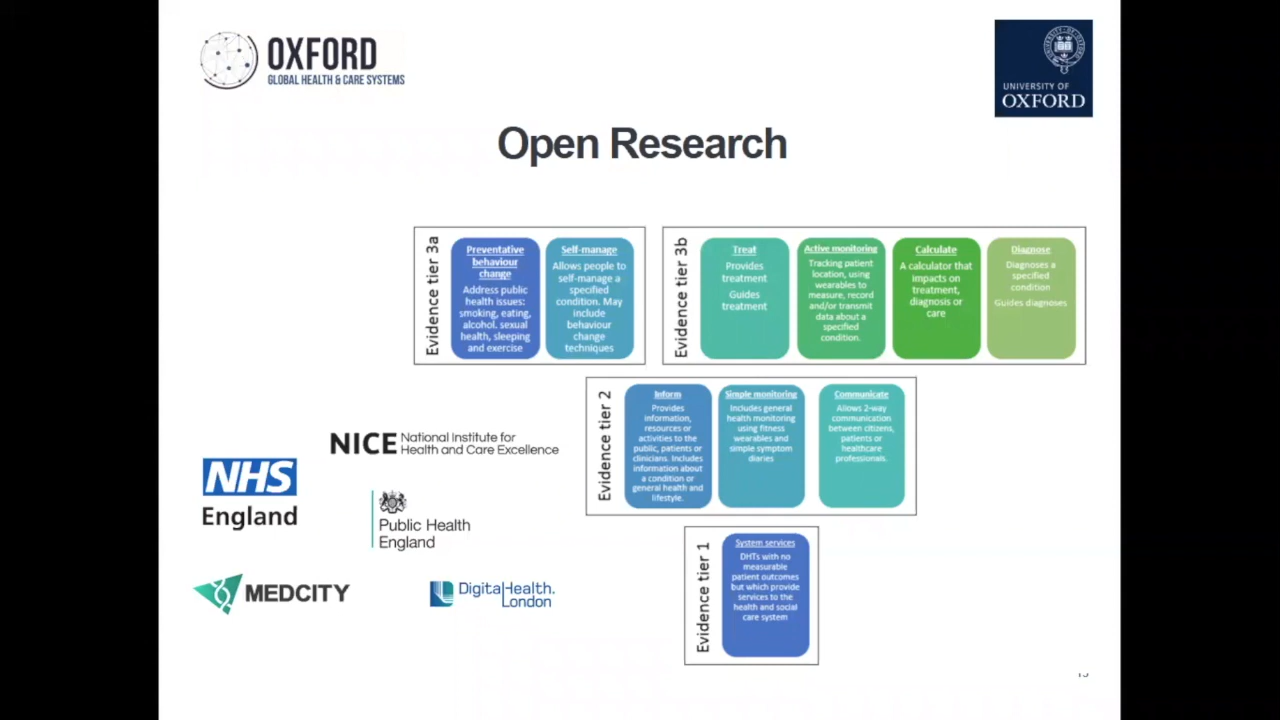 OXFORD
GLOBAL HEALTH & CARE SYSTEMS
UNIVERSITY OF
OXFORD
Open Research
Evidence tier 3a
Preventative
behaviour
change
Address public
health issues:
smoking, eating,
alcohol. sexual
health, sleeping
and exercise
Self-manage
Allows people to
self-manage a
specified
condition. May
include
behaviour
change
techniques
Evidence tier 3b
Treat
Provides
treatment
Guides
treatment
Active monitoring
Tracking patient
location, using
wearables to
measure, record
and/or transmit
data about a
specified
condition.
Calculate
A calculator that
impacts on
treatment,
diagnosis or
care
Diagnose
Diagnoses a
specified
condition
Guides diagnoses
Evidence tier 2
Inform
Provides
information,
resources or
activities to the
public, patients or
clinicians. Includes
information about
a condition or
general health and
lifestyle.
Simple monitoring
Includes general
health monitoring
using fitness
wearables and
simple symptom
diaries
Communicate
Allows 2-way
communication
between citizens,
patients or
healthcare
professionals.
NICE National Institute for
Health and Care Excellence
NHS
England
Public Health
England
MEDCITY
DigitalHealth.
London
Evidence tier 1
System services
DHTs with no
measurable
patient outcomes
but which provide
services to the
health and social
care system